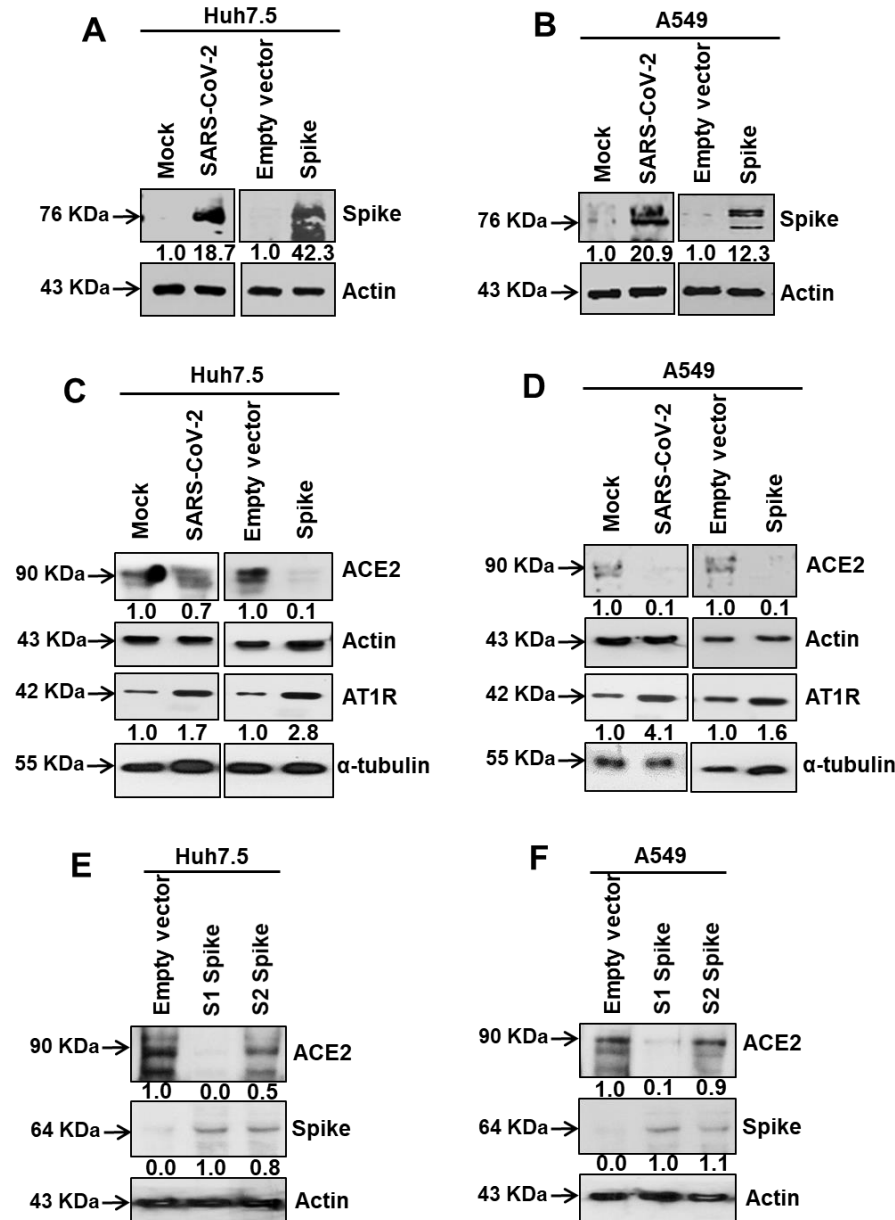 A
Huh7.5
Mock
SARS-CoV-2
Empty vector
Spike
76 KDa
Spike
1.0 18.7 1.0 42.3
43 KDa
Actin
B
A549
Mock
SARS-CoV-2
Empty vector
Spike
76 KDa
Spike
1.0 20.9 1.0 12.3
43 KDa
Actin
C
Huh7.5
Mock
SARS-CoV-2
Empty vector
Spike
90 KDa
ACE2
1.0 0.7 1.0 0.1
43 KDa
Actin
42 KDa
AT1R
1.0 1.7 1.0 2.8
55 KDa
α-tubulin
D
A549
Mock
SARS-CoV-2
Empty vector
Spike
90 KDa
ACE2
1.0 0.1 1.0 0.1
43 KDa
Actin
42 KDa
AT1R
1.0 4.1 1.0 1.6
55 KDa
α-tubulin
E
Huh7.5
Empty vector
S1 Spike
S2 Spike
90 KDa
ACE2
1.0 0.0 0.5
64 KDa
Spike
0.0 1.0 0.8
43 KDa
Actin
F
A549
Empty vector
S1 Spike
S2 Spike
90 KDa
ACE2
1.0 0.1 0.9
64 KDa
Spike
0.0 1.0 1.1
43 KDa
Actin